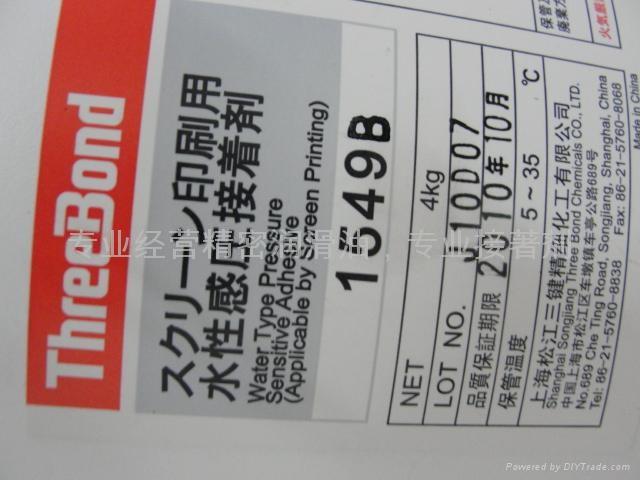 ThreeBond
スクリーン印刷用
水性感圧接着剤
Water Type Pressure
Sensitive Adhesive
(Applicable by Screen Printing)
1549B
NET 4kg
LOT NO. J10D07
品質保証期限 2010年10月
保管温度 5～35 ℃
上海松江三键精细化工有限公司
Shanghai Songjiang Three Bond Chemicals CO., LTD.
中国上海市松江区车墩镇车亭公路689号
No.689 Che Ting Road, Songjiang, Shanghai, China
Tel: 86-21-5760-8838 Fax: 86-21-5760-8068
Made in China
火気厳
专业经营精密润滑油，专业接著
Powered by DIYTrade.com